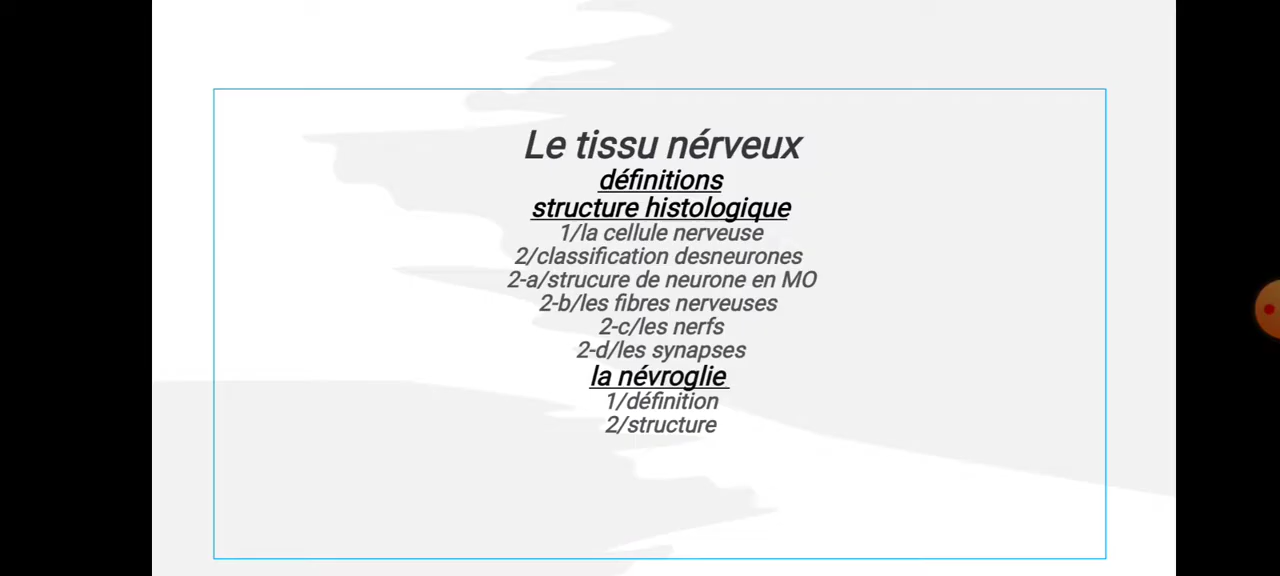 Le tissu nérveux
définitions
structure histologique
1/la cellule nerveuse
2/classification desneurones
2-a/strucure de neurone en MO
2-b/les fibres nerveuses
2-c/les nerfs
2-d/les synapses
la névroglie
1/définition
2/structure